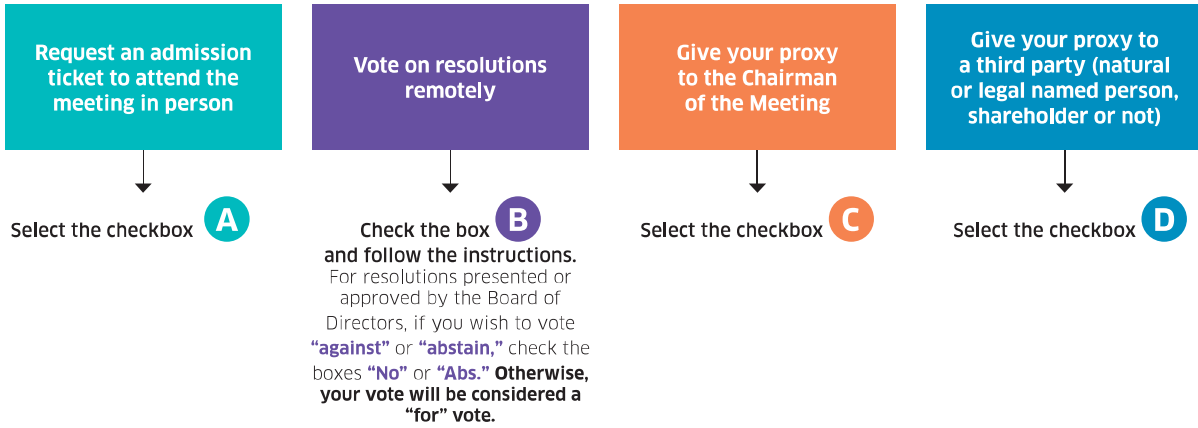 Request an admission
ticket to attend the
meeting in person
Select the checkbox A
Vote on resolutions
remotely
Check the box B
and follow the instructions.
For resolutions presented or
approved by the Board of
Directors, if you wish to vote
“against” or “abstain,” check the
boxes “No” or “Abs.” Otherwise,
your vote will be considered a
“for” vote.
Give your proxy
to the Chairman
of the Meeting
Select the checkbox C
Give your proxy to
a third party (natural
or legal named person,
shareholder or not)
Select the checkbox D